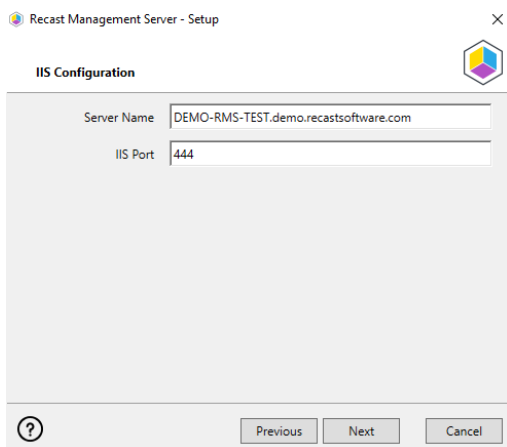 Recast Management Server - Setup
IIS Configuration
Server Name DEMO-RMS-TEST.demo.recastsoftware.com
IIS Port 444
? Previous Next Cancel